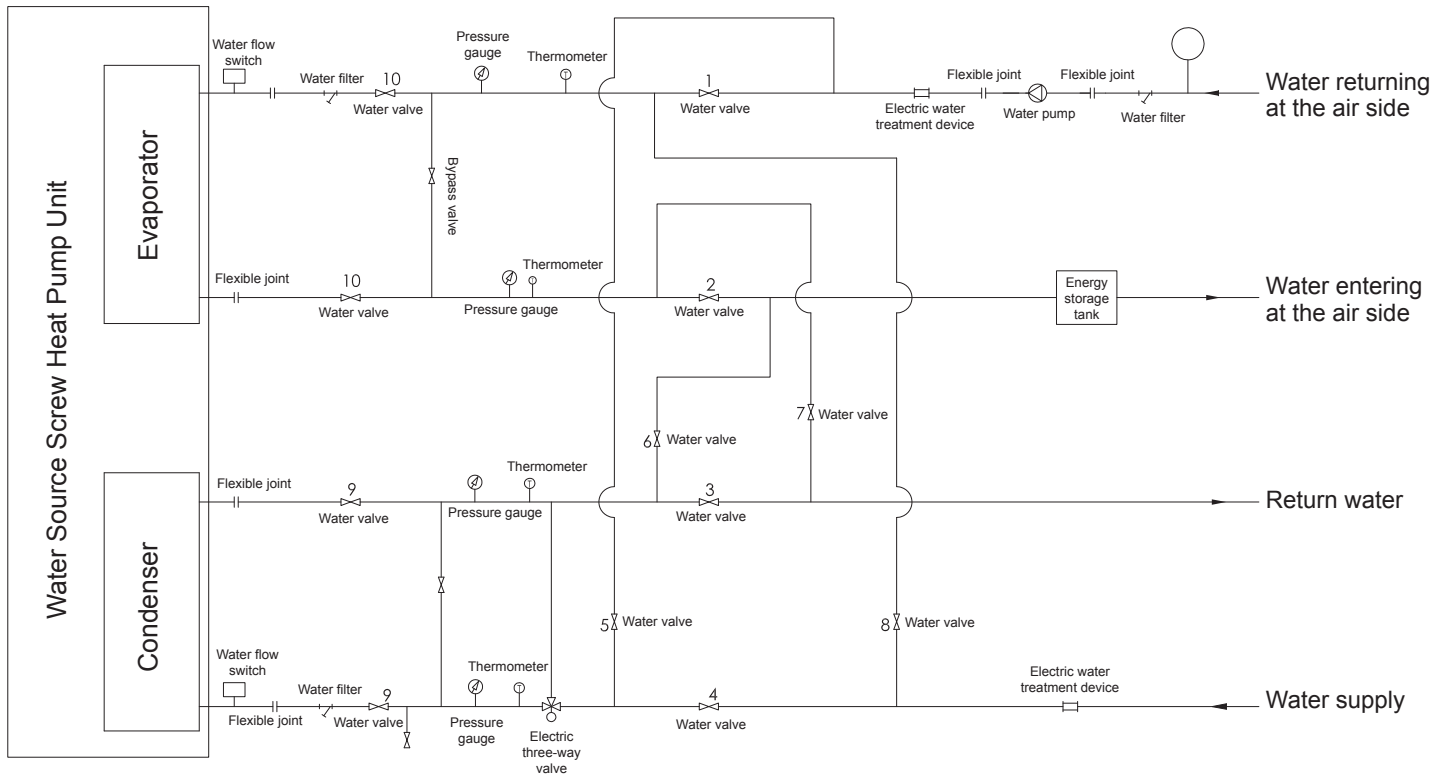 Water Source Screw Heat Pump Unit
Evaporator
Condenser
Water flow
switch
Water filter
10
Water valve
Pressure
gauge
Thermometer
T
1
Water valve
Electric water
treatment device
Flexible joint
Water pump
Flexible joint
Water filter
Water returning
at the air side
Bypass valve
Flexible joint
10
Water valve
Pressure gauge
Thermometer
T
2
Water valve
Energy
storage
tank
Water entering
at the air side
6
Water valve
7
Water valve
Flexible joint
9
Water valve
Pressure gauge
Thermometer
T
3
Water valve
Return water
5
Water valve
8
Water valve
Water flow
switch
Flexible joint
Water filter
9
Water valve
Pressure
gauge
Thermometer
T
Electric
three-way
valve
4
Water valve
Electric water
treatment device
Water supply